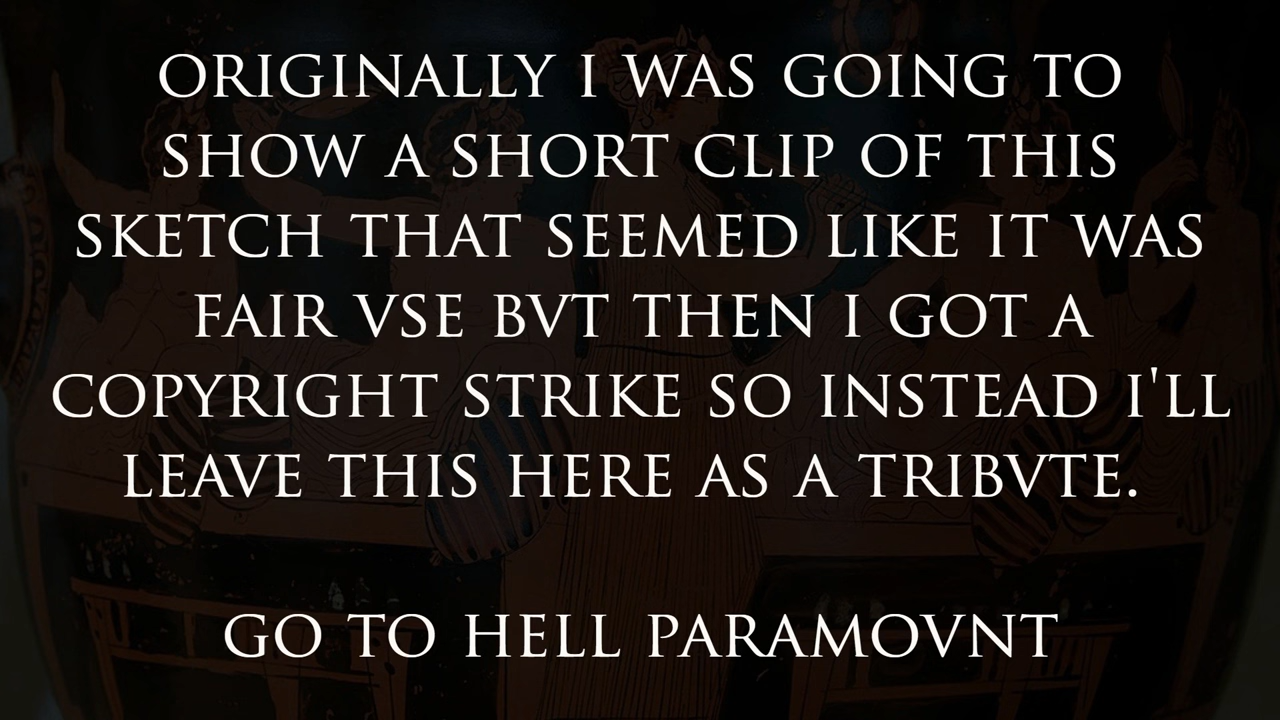 ORIGINALLY I WAS GOING TO
SHOW A SHORT CLIP OF THIS
SKETCH THAT SEEMED LIKE IT WAS
FAIR VSE BVT THEN I GOT A
COPYRIGHT STRIKE SO INSTEAD I'LL
LEAVE THIS HERE AS A TRIBVTE.
GO TO HELL PARAMOVNT